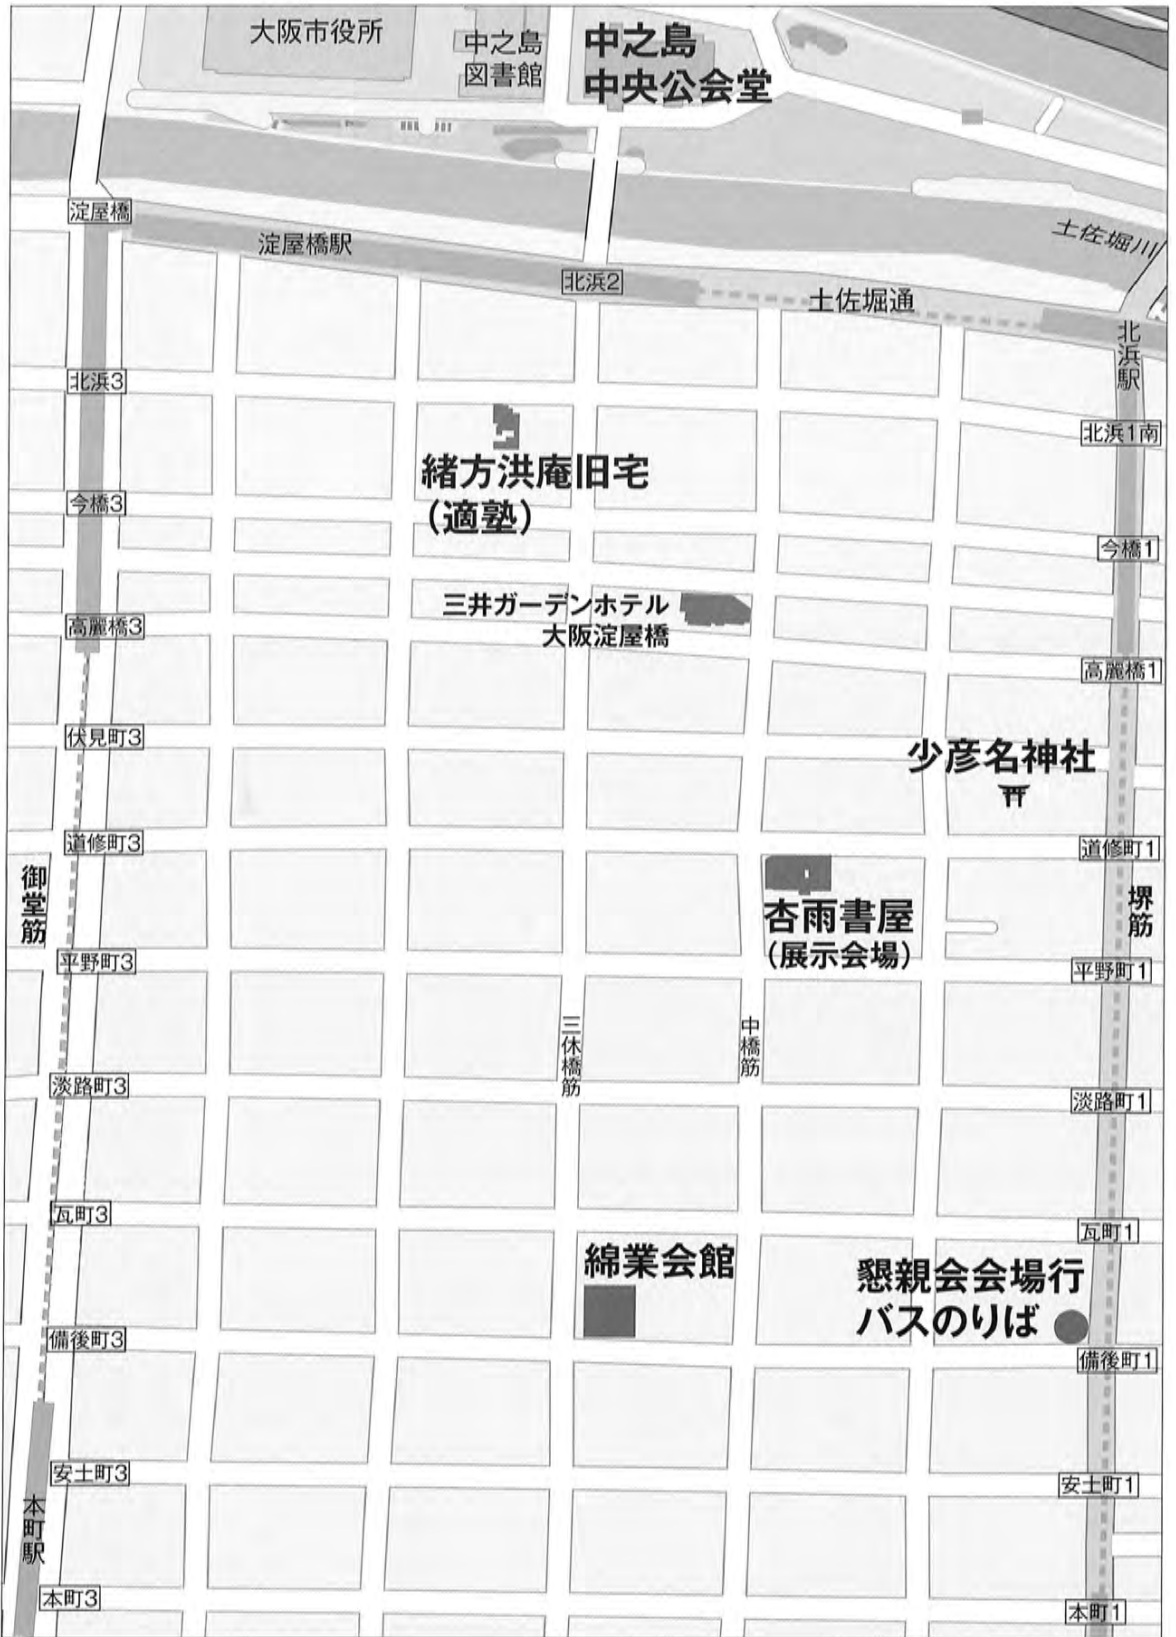 大阪市役所
中之島
図書館
中之島
中央公会堂
淀屋橋
淀屋橋駅
土佐堀川
北浜2
土佐堀通
北浜駅
北浜3
北浜1南
緒方洪庵旧宅
(適塾)
今橋3
今橋1
三井ガーデンホテル
大阪淀屋橋
高麗橋3
高麗橋1
伏見町3
少彦名神社
道修町3
道修町1
御堂筋
堺筋
杏雨書屋
(展示会場)
平野町3
平野町1
三休橋筋
中橋筋
淡路町3
淡路町1
瓦町3
瓦町1
綿業会館
懇親会会場行
バスのりば
備後町3
備後町1
安土町3
安土町1
本町駅
本町3
本町1